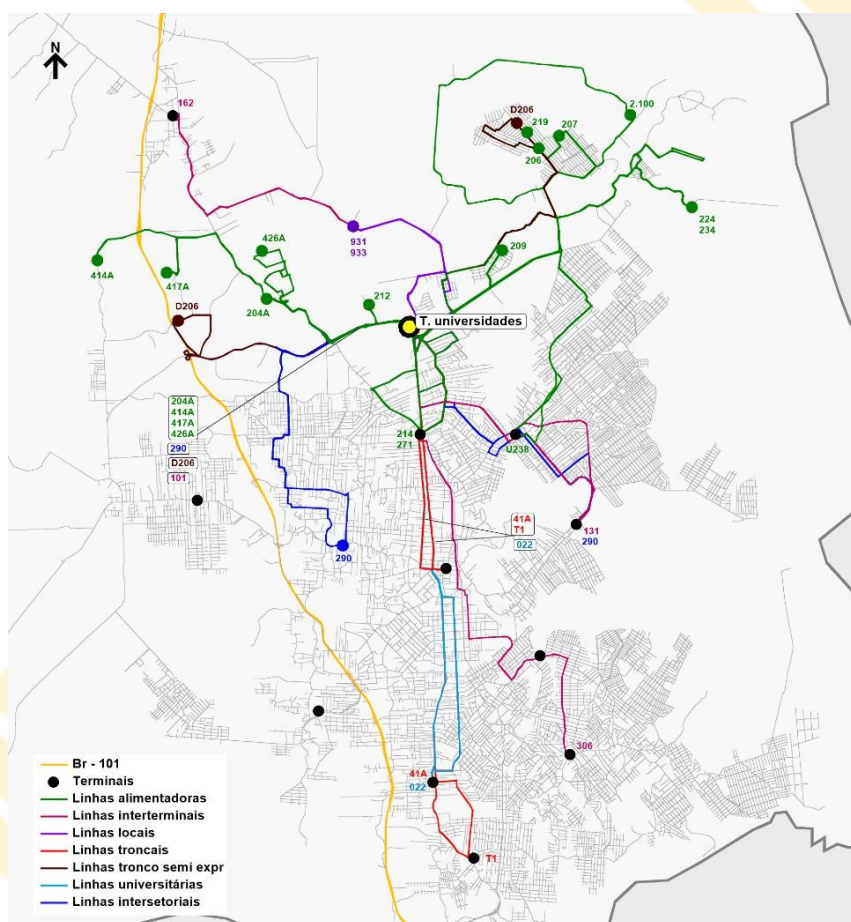 N
162
D206
219
207
2.100
206
224
234
931
933
209
426A
414A
417A
204A
212
D206
T. universidades
204A
414A
417A
426A
290
D206
101
214
271
U238
41A
T1
022
131
290
290
306
41A
022
T1
Br - 101
Terminais
Linhas alimentadoras
Linhas interterminais
Linhas locais
Linhas troncais
Linhas tronco semi expr
Linhas universitárias
Linhas intersetoriais